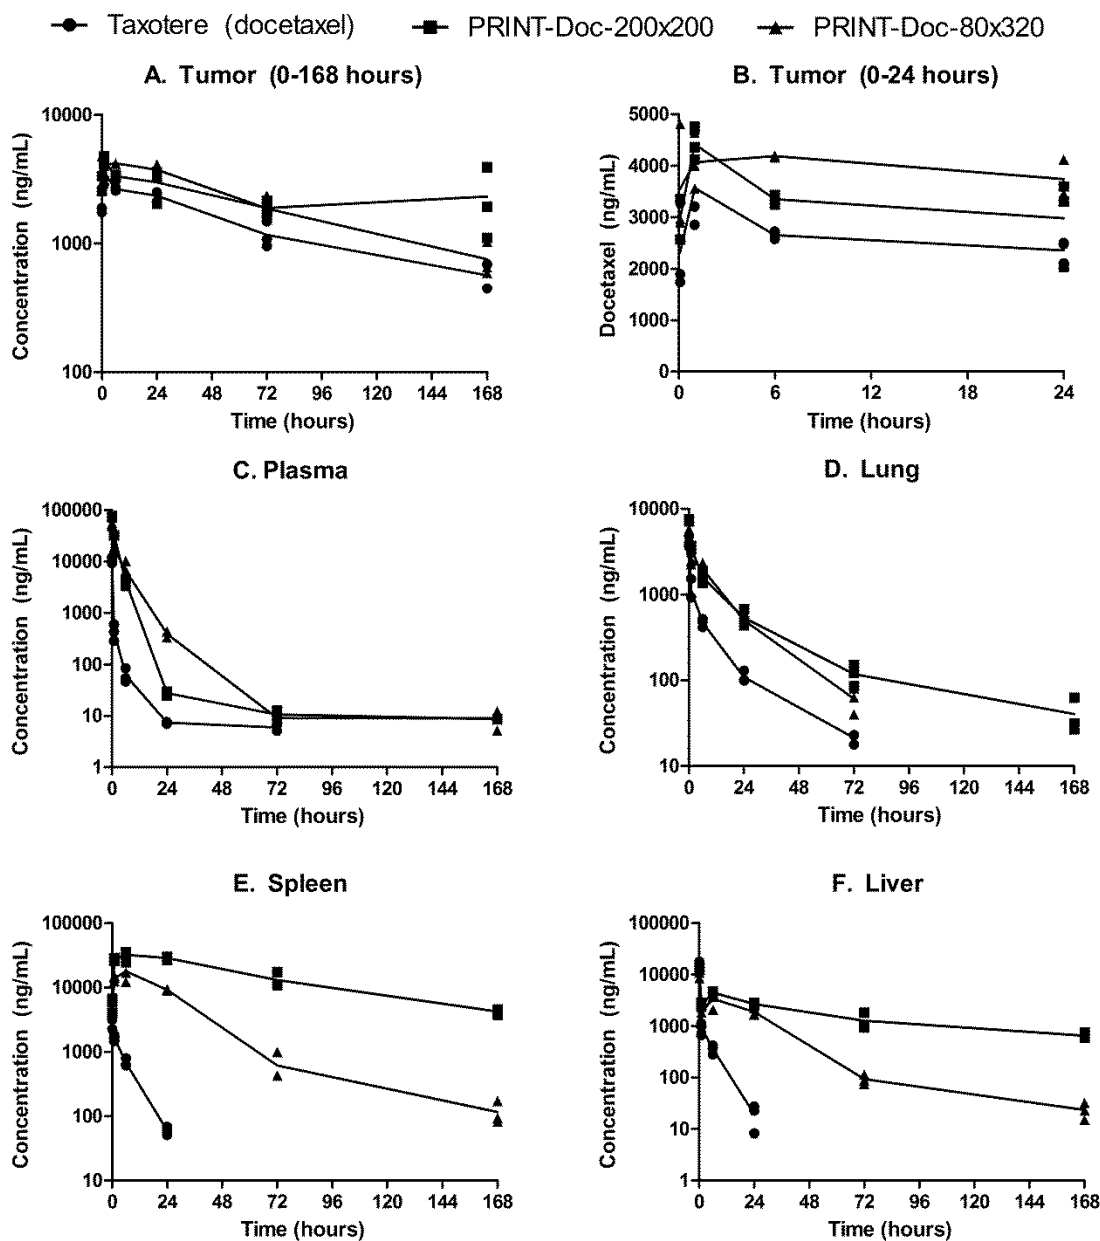 Taxotere (docetaxel) PRINT-Doc-200x200 PRINT-Doc-80x320
A. Tumor (0-168 hours)
Concentration (ng/mL)
10000
1000
100
0 24 48 72 96 120 144 168
Time (hours)
B. Tumor (0-24 hours)
Docetaxel (ng/mL)
5000
4000
3000
2000
1000
0
0 6 12 18 24
Time (hours)
C. Plasma
Concentration (ng/mL)
100000
10000
1000
100
10
1
0 24 48 72 96 120 144 168
Time (hours)
D. Lung
Concentration (ng/mL)
10000
1000
100
10
0 24 48 72 96 120 144 168
Time (hours)
E. Spleen
Concentration (ng/mL)
100000
10000
1000
100
10
0 24 48 72 96 120 144 168
Time (hours)
F. Liver
Concentration (ng/mL)
100000
10000
1000
100
10
1
0 24 48 72 96 120 144 168
Time (hours)